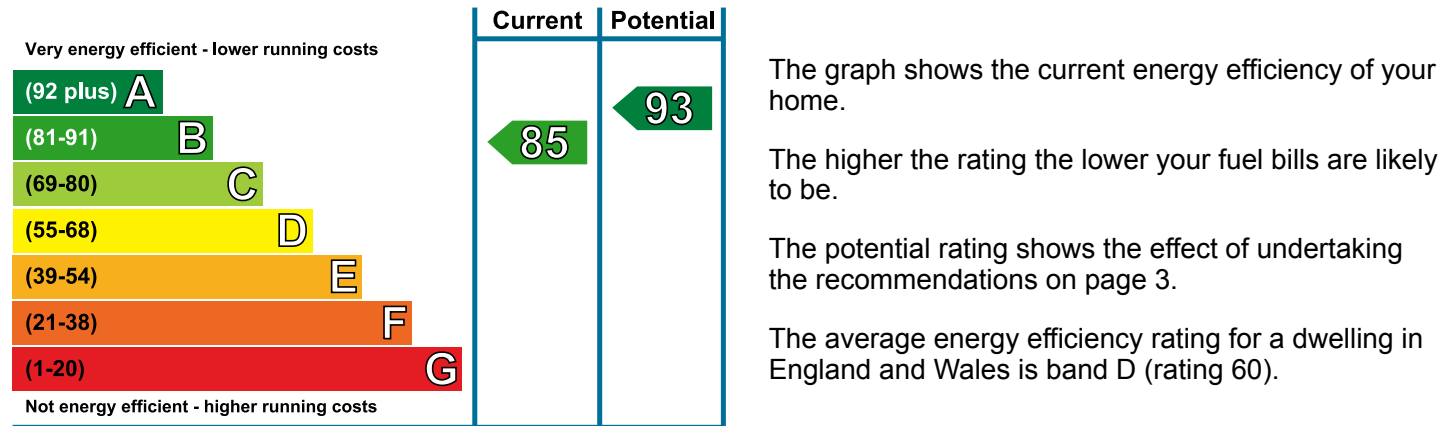 Current Potential
Very energy efficient - lower running costs
(92 plus) A
93
(81-91) B
85
(69-80) C
(55-68) D
(39-54) E
(21-38) F
(1-20) G
Not energy efficient - higher running costs
The graph shows the current energy efficiency of your
home.
The higher the rating the lower your fuel bills are likely
to be.
The potential rating shows the effect of undertaking
the recommendations on page 3.
The average energy efficiency rating for a dwelling in
England and Wales is band D (rating 60).